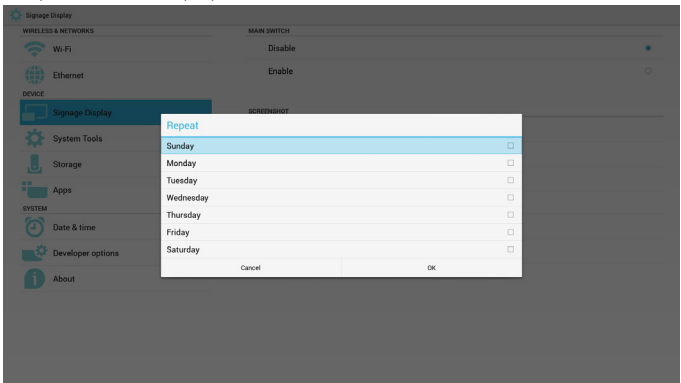 Signage Display
WIRELESS & NETWORKS
Wi-Fi
Ethernet
DEVICE
Signage Display
System Tools
Storage
Apps
SYSTEM
Date & time
Developer options
About
MAIN SWITCH
Disable
Enable
SCREENSHOT
Repeat
Sunday
Monday
Tuesday
Wednesday
Thursday
Friday
Saturday
Cancel
OK